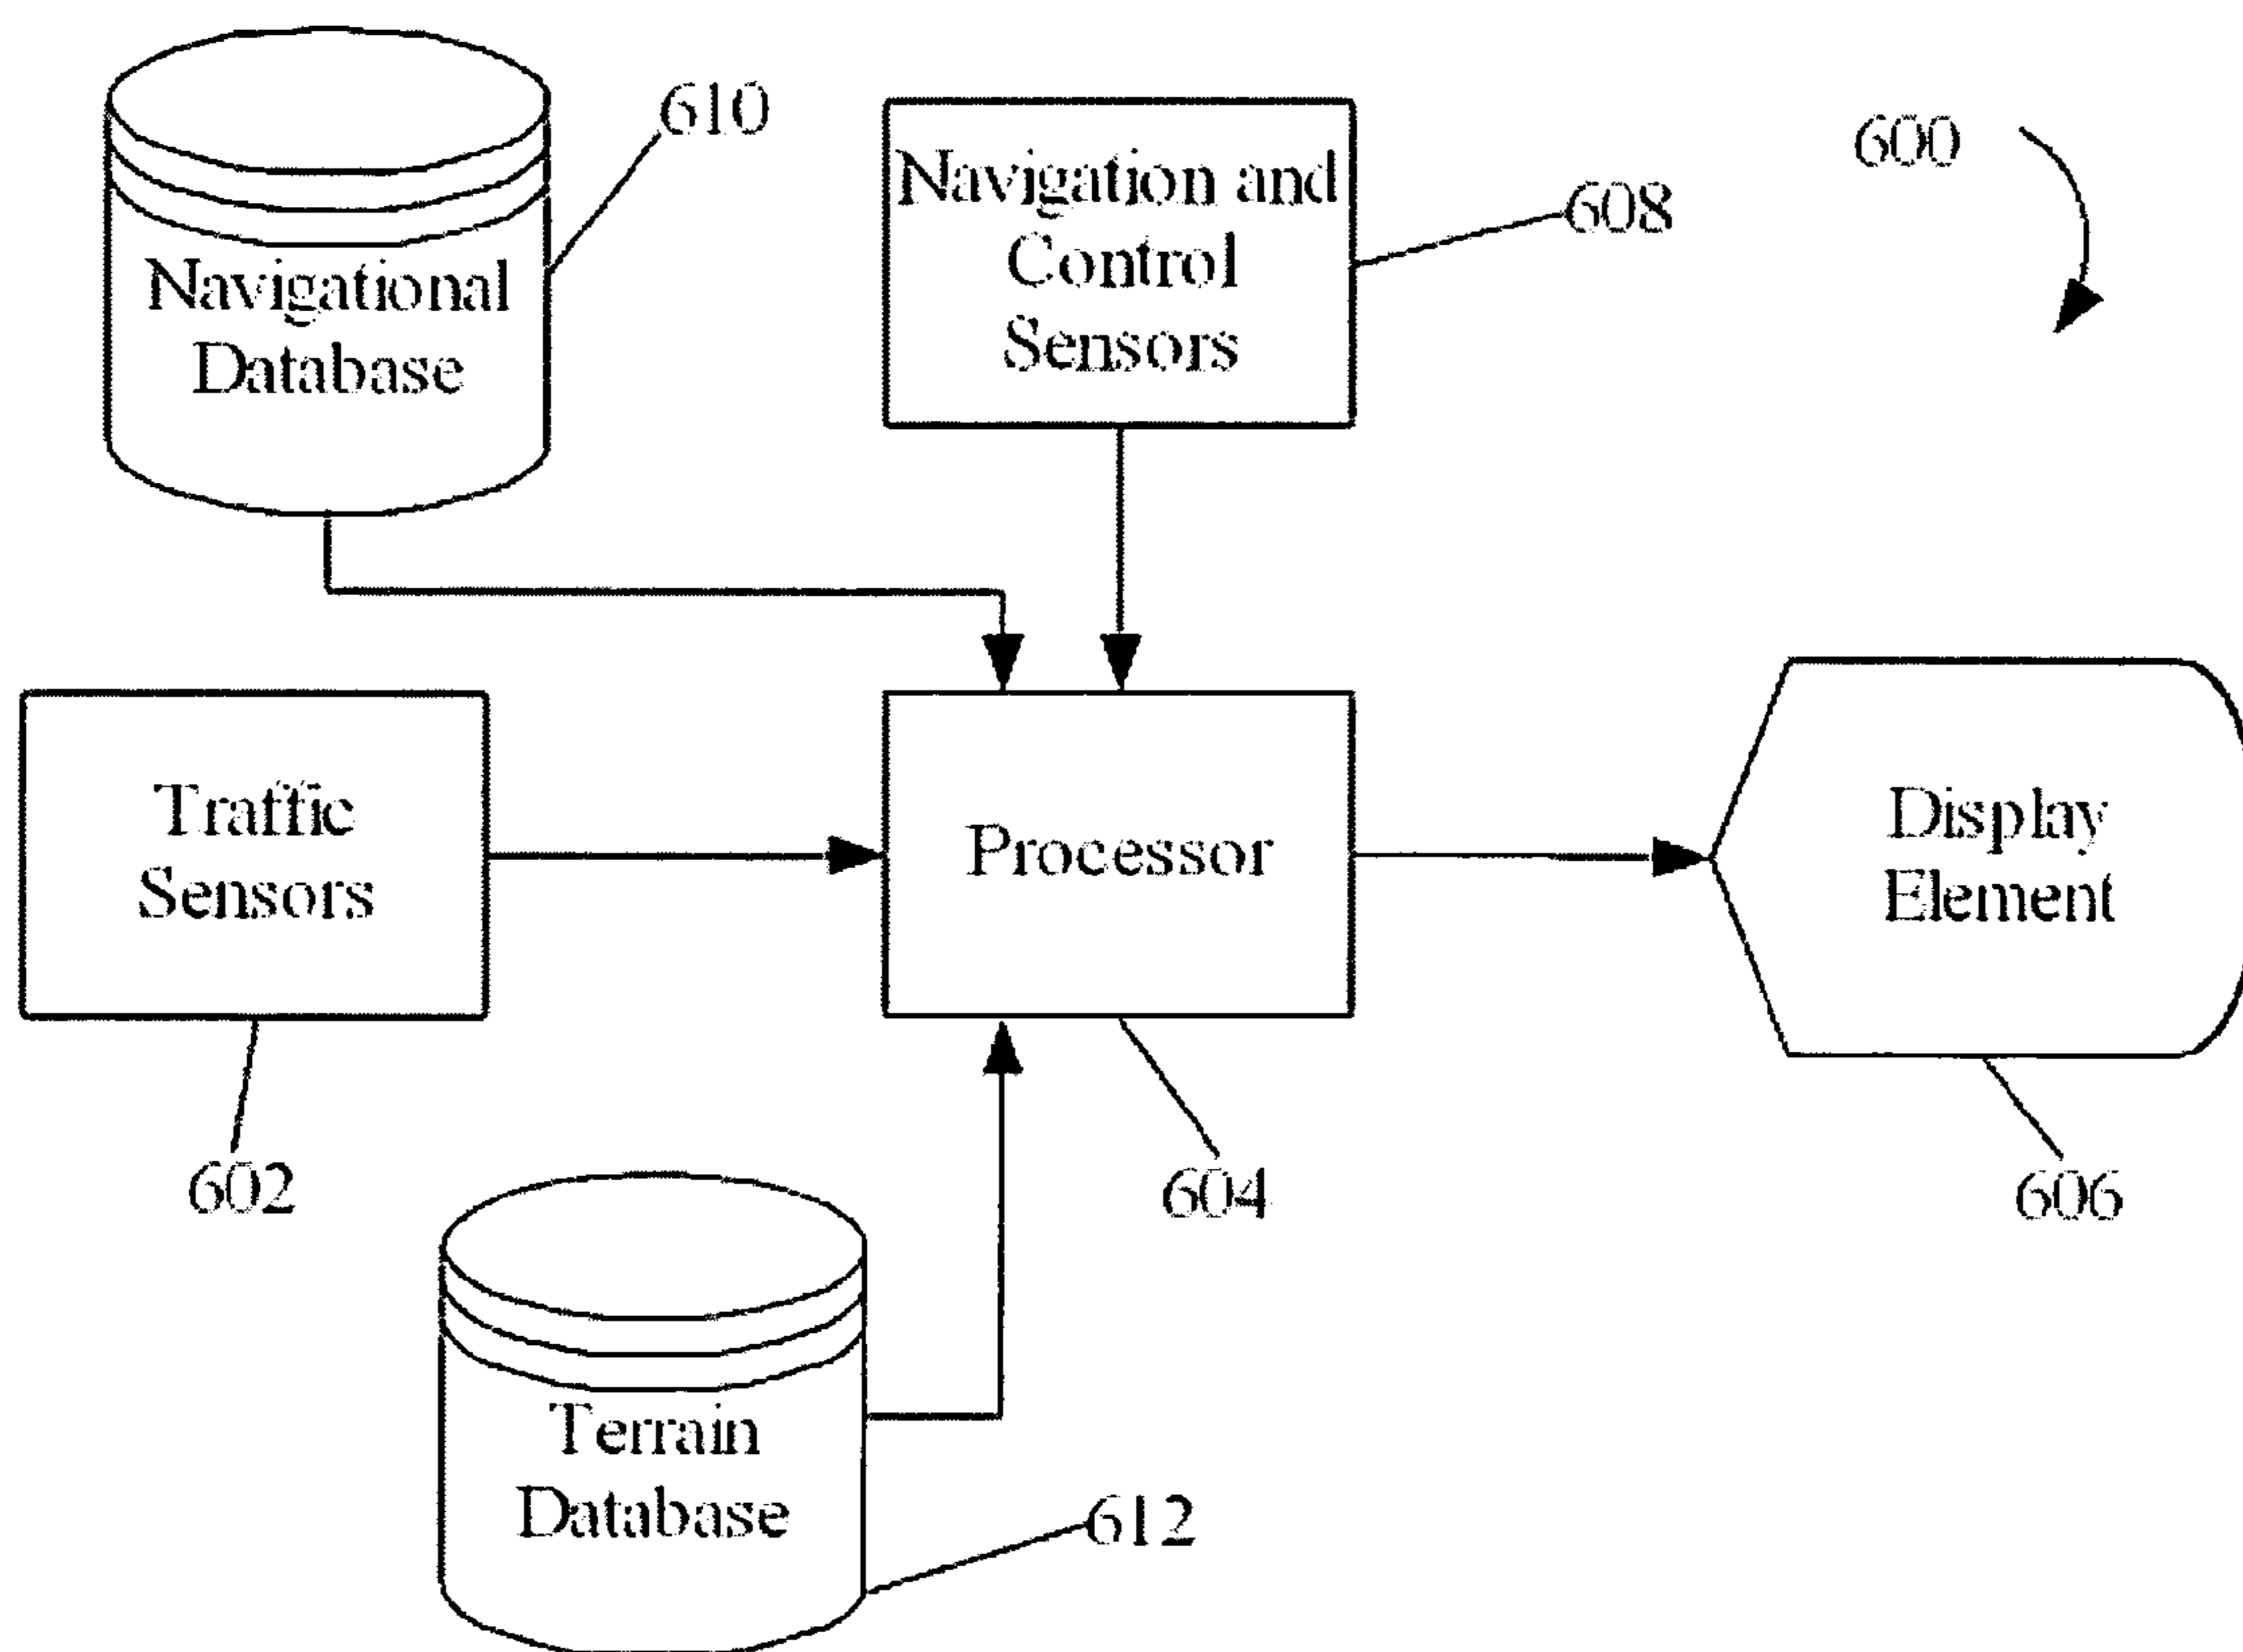 610
Navigational
Database
Navigation and
Control
Sensors
608
600
Traffic
Sensors
602
Processor
604
Display
Element
606
Terrain
Database
612